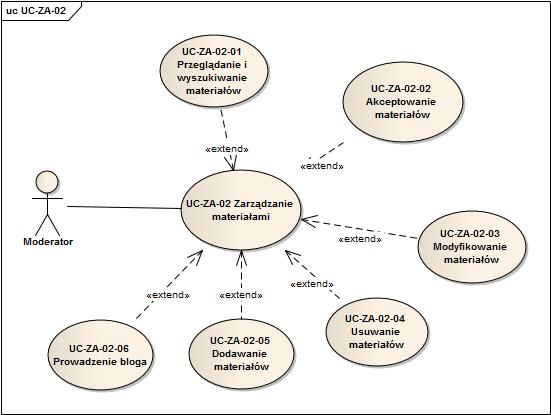 uc UC-ZA-02
UC-ZA-02-01
Przeglądanie i
wyszukiwanie
materiałów
UC-ZA-02-02
Akceptowanie
materiałów
«extend»
«extend»
UC-ZA-02 Zarządzanie
materiałami
Moderator
UC-ZA-02-03
Modyfikowanie
materiałów
«extend»
«extend»
«extend»
«extend»
UC-ZA-02-04
Usuwanie
materiałów
UC-ZA-02-05
Dodawanie
materiałów
UC-ZA-02-06
Prowadzenie bloga